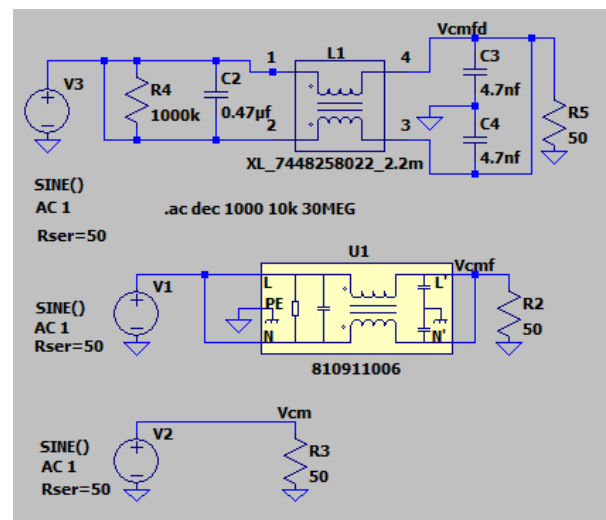 Vcmfd
1
L1
4
C3
V3
R4
C2
4.7nf
1000k
0.47µf
R5
C4
50
2
3
4.7nf
XL_7448258022_2.2m
SINE()
AC 1
.ac dec 1000 10k 30MEG
Rser=50
U1
V1
L
L'
Vcmf
PE
R2
SINE()
AC 1
50
Rser=50
N
N'
810911006
Vcm
V2
SINE()
R3
AC 1
50
Rser=50